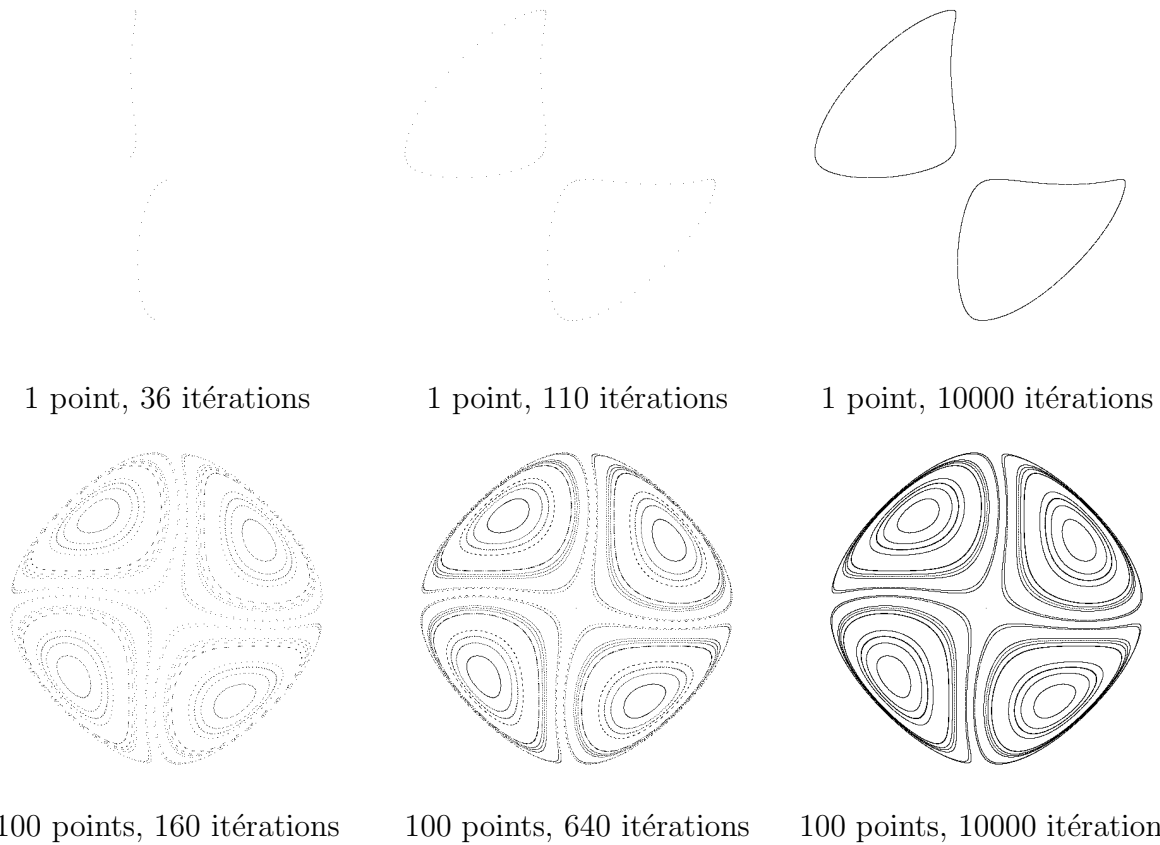 1 point, 36 itérations
1 point, 110 itérations
1 point, 10000 itérations
100 points, 160 itérations
100 points, 640 itérations
100 points, 10000 itération